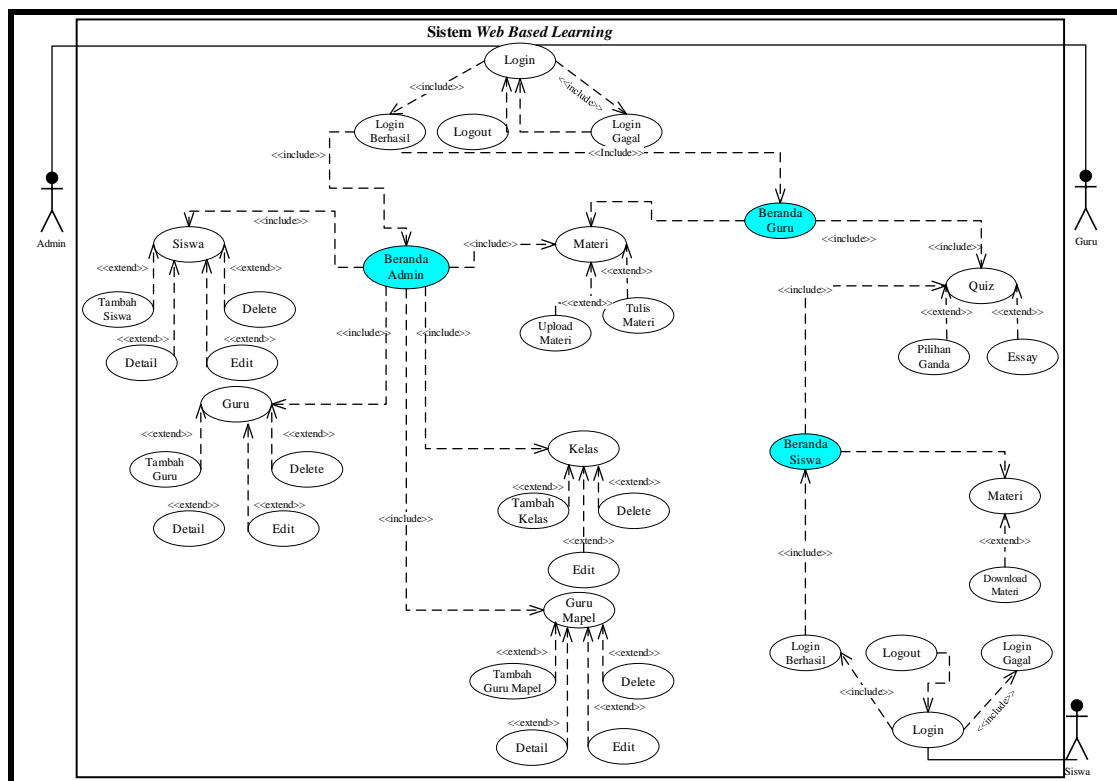 Sistem Web Based Learning
Login
<<include>>
<<include>>
Login
Berhasil
Logout
Login
Gagal
<<include>>
<<Include>>
Admin
Guru
Beranda
Guru
<<include>>
<<include>>
<<include>>
<<include>>
Siswa
Beranda
Admin
Materi
<<extend>>
<<extend>>
<<extend>>
<<include>>
Quiz
Tambah
Siswa
Delete
<<extend>>
Upload
Materi
Tulis
Materi
<<extend>>
<<extend>>
<<include>>
<<include>>
<<extend>>
<<extend>>
Detail
Edit
Pilihan
Ganda
Essay
Guru
<<extend>>
<<extend>>
Tambah
Guru
Delete
Kelas
Beranda
Siswa
<<extend>>
<<extend>>
Tambah
Kelas
Delete
Materi
<<extend>>
<<extend>>
Detail
Edit
<<include>>
<<extend>>
<<extend>>
<<include>>
Edit
Download
Materi
Guru
Mapel
<<extend>>
<<extend>>
Tambah
Guru Mapel
Delete
Login
Berhasil
Logout
Login
Gagal
<<include>>
<<include>>
<<extend>>
<<extend>>
Detail
Edit
Login
Siswa